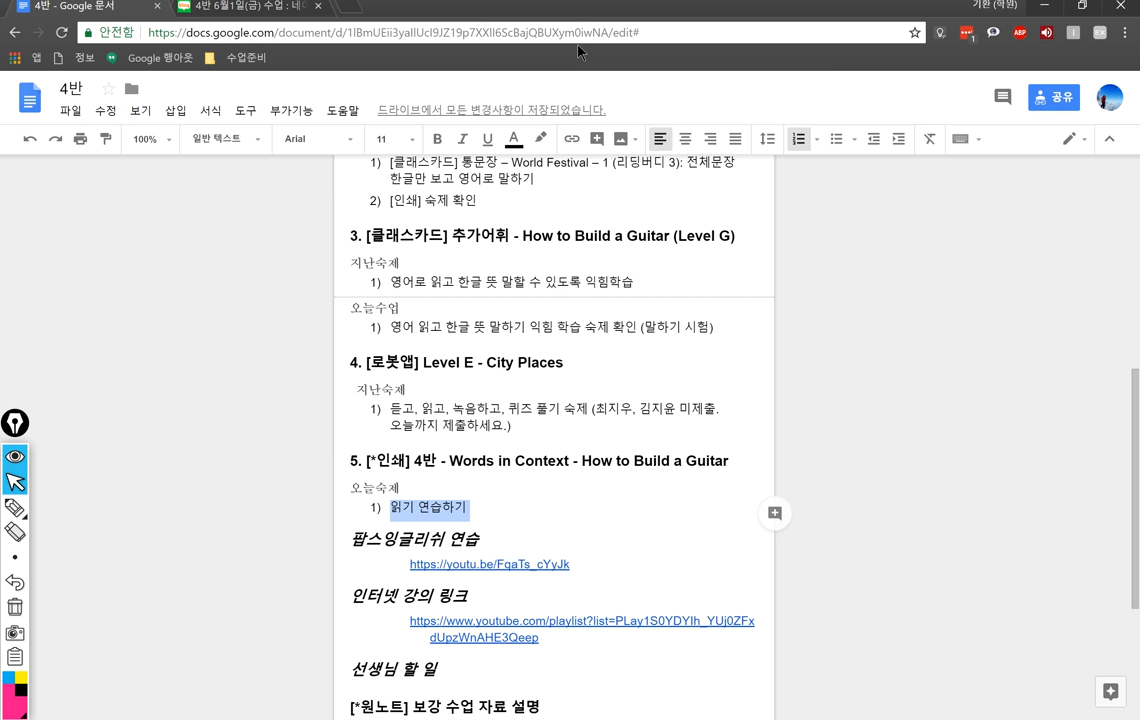 4반 - Google 문서
4반 6월1일(금) 수업 : 네이
기환 (학원)
안전함
https://docs.google.com/document/d/1lBmUEii3yaIlUcI9JZ19p7XXlI6ScBajQBUXym0iwNA/edit#
앱 정보 Google 행아웃 수업준비
4반
파일 수정 보기 삽입 서식 도구 부가기능 도움말 드라이브에서 모든 변경사항이 저장되었습니다.
공유
100% 일반 텍스트 Arial 11
1) [클래스카드] 통문장 – World Festival – 1 (리딩버디 3): 전체문장
한글만 보고 영어로 말하기
2) [인쇄] 숙제 확인
3. [클래스카드] 추가어휘 - How to Build a Guitar (Level G)
지난숙제
1) 영어로 읽고 한글 뜻 말할 수 있도록 익힘학습
오늘수업
1) 영어 읽고 한글 뜻 말하기 익힘 학습 숙제 확인 (말하기 시험)
4. [로봇앱] Level E - City Places
지난숙제
1) 듣고, 읽고, 녹음하고, 퀴즈 풀기 숙제 (최지우, 김지윤 미제출.
오늘까지 제출하세요.)
5. [*인쇄] 4반 - Words in Context - How to Build a Guitar
오늘숙제
1) 읽기 연습하기
팝스잉글리쉬 연습
https://youtu.be/FqaTs_cYyJk
인터넷 강의 링크
https://www.youtube.com/playlist?list=PLay1S0YDYIh_YUj0ZFx
dUpzWnAHE3Qeep
선생님 할 일
[*원노트] 보강 수업 자료 설명